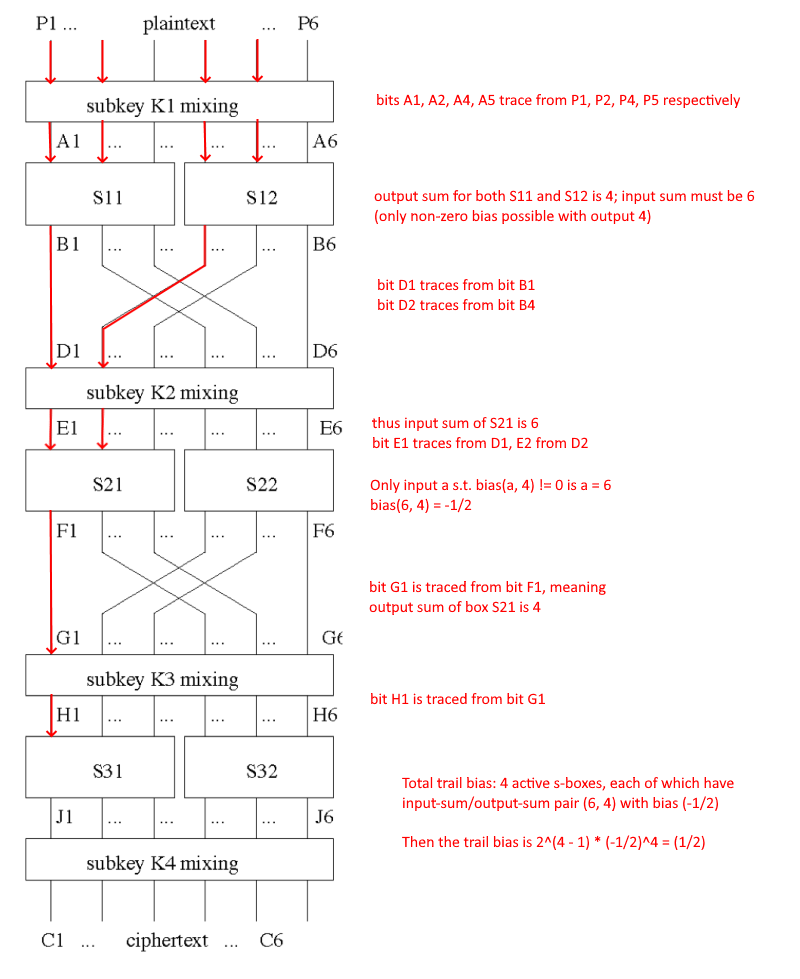 P1 ... plaintext ... P6
subkey K1 mixing
bits A1, A2, A4, A5 trace from P1, P2, P4, P5 respectively
A1 ... ... ... ... A6
S11 S12
output sum for both S11 and S12 is 4; input sum must be 6
(only non-zero bias possible with output 4)
B1 ... ... ... ... B6
bit D1 traces from bit B1
bit D2 traces from bit B4
D1 ... ... ... ... D6
subkey K2 mixing
thus input sum of S21 is 6
E1 ... ... ... ... E6
bit E1 traces from D1, E2 from D2
S21 S22
Only input a s.t. bias(a, 4) != 0 is a = 6
bias(6, 4) = -1/2
F1 ... ... ... ... F6
bit G1 is traced from bit F1, meaning
output sum of box S21 is 4
G1 ... ... ... ... G6
subkey K3 mixing
bit H1 is traced from bit G1
H1 ... ... ... ... H6
S31 S32
Total trail bias: 4 active s-boxes, each of which have
input-sum/output-sum pair (6, 4) with bias (-1/2)
J1 ... ... ... ... J6
Then the trail bias is 2^(4 - 1) * (-1/2)^4 = (1/2)
subkey K4 mixing
C1 ... ciphertext ... C6